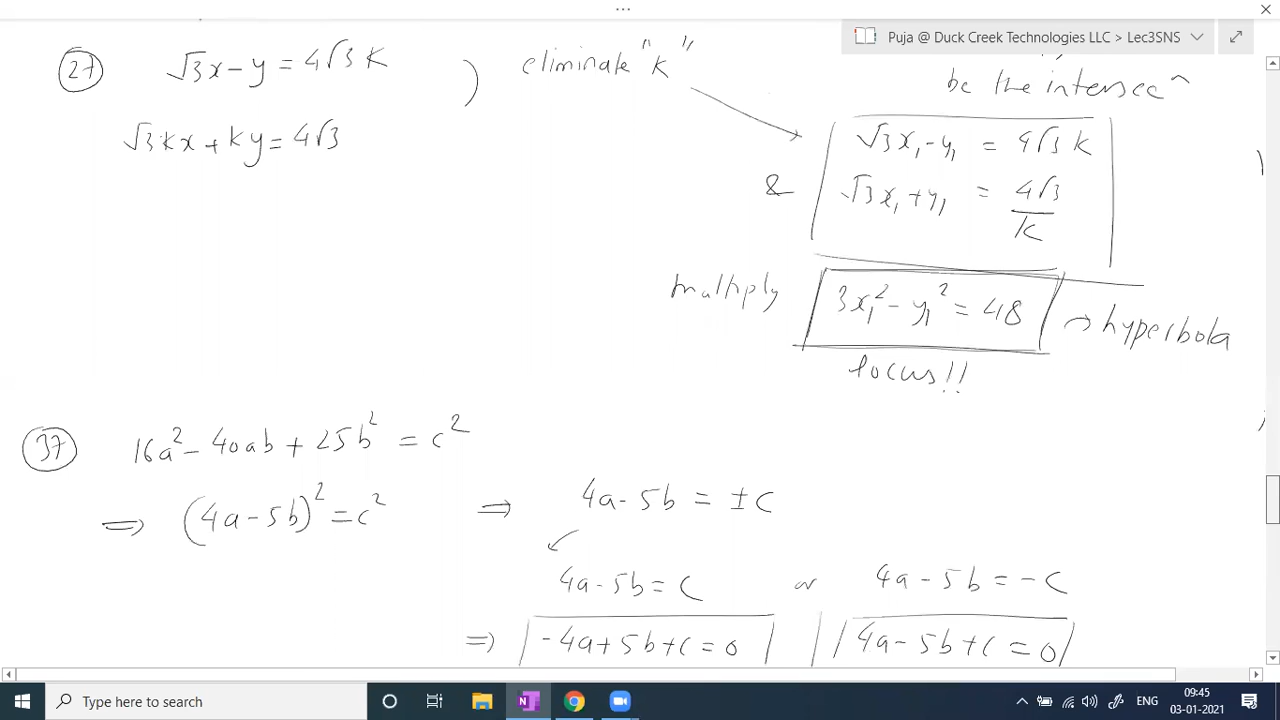 Puja @ Duck Creek Technologies LLC > Lec3SNS
(27) √3x - y = 4√3 k )
√3kx + ky = 4√3
eliminate "k"
be the intersec^n
√3x₁ - y₁ = 4√3 k
& √3x₁ + y₁ = 4√3/k
multiply 3x₁² - y₁² = 48 → hyperbola
locus!!
(37) 16a² - 40ab + 25b² = c²
⇒ (4a - 5b)² = c² ⇒ 4a - 5b = ±c
4a - 5b = c or 4a - 5b = -c
⇒ -4a + 5b + c = 0 4a - 5b + c = 0
Type here to search
ENG
09:45
03-01-2021